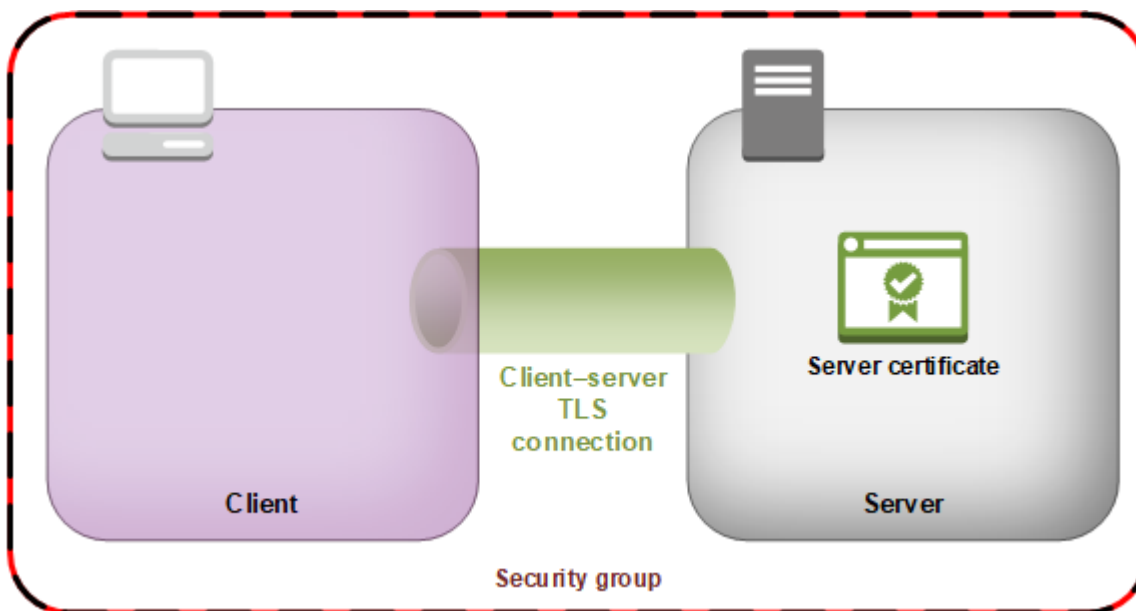 Server certificate
Client–server
TLS
connection
Client
Server
Security group